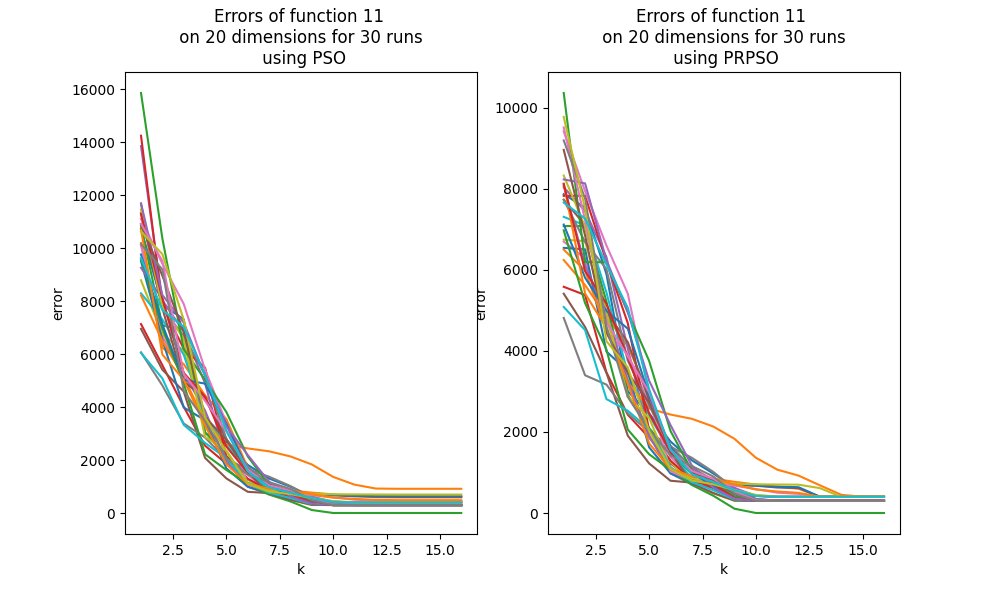 Errors of function 11
on 20 dimensions for 30 runs
using PSO
16000
14000
12000
10000
8000
6000
4000
2000
0
error
2.5 5.0 7.5 10.0 12.5 15.0
k
Errors of function 11
on 20 dimensions for 30 runs
using PRPSO
10000
8000
6000
4000
2000
0
error
2.5 5.0 7.5 10.0 12.5 15.0
k